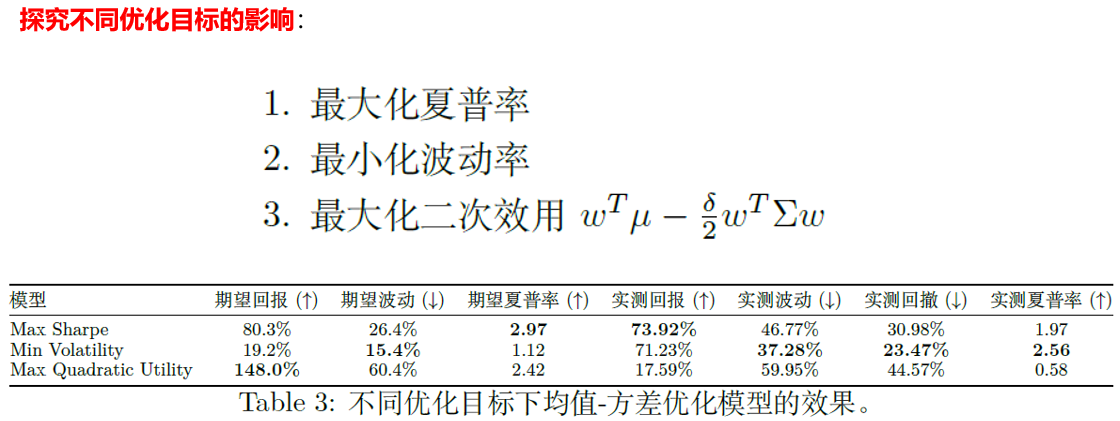 探究不同优化目标的影响：
1. 最大化夏普率
2. 最小化波动率
3. 最大化二次效用 $w^T\mu - \frac{\delta}{2}w^T\Sigma w$
模型 期望回报 (↑) 期望波动 (↓) 期望夏普率 (↑) 实测回报 (↑) 实测波动 (↓) 实测回撤 (↓) 实测夏普率 (↑)
Max Sharpe 80.3% 26.4% 2.97 73.92% 46.77% 30.98% 1.97
Min Volatility 19.2% 15.4% 1.12 71.23% 37.28% 23.47% 2.56
Max Quadratic Utility 148.0% 60.4% 2.42 17.59% 59.95% 44.57% 0.58
Table 3: 不同优化目标下均值-方差优化模型的效果。